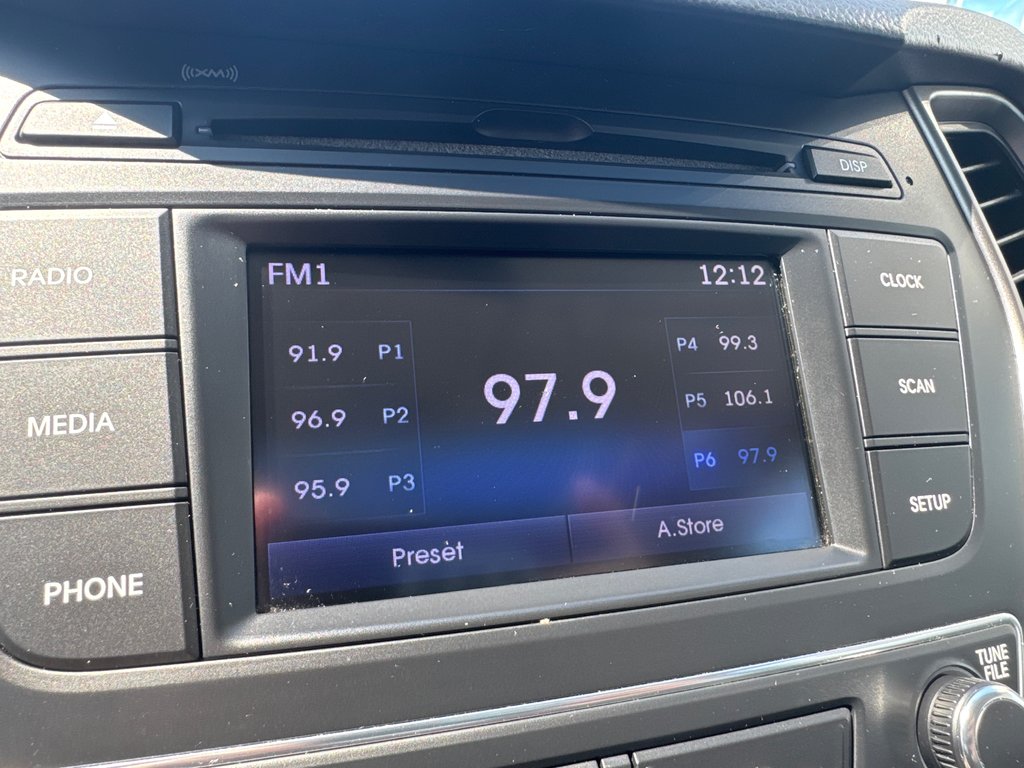 ((XM))
DISP
RADIO
MEDIA
PHONE
FM1 12:12
91.9 P1
96.9 P2
95.9 P3
97.9
P4 99.3
P5 106.1
P6 97.9
Preset A.Store
CLOCK
SCAN
SETUP
TUNE
FILE